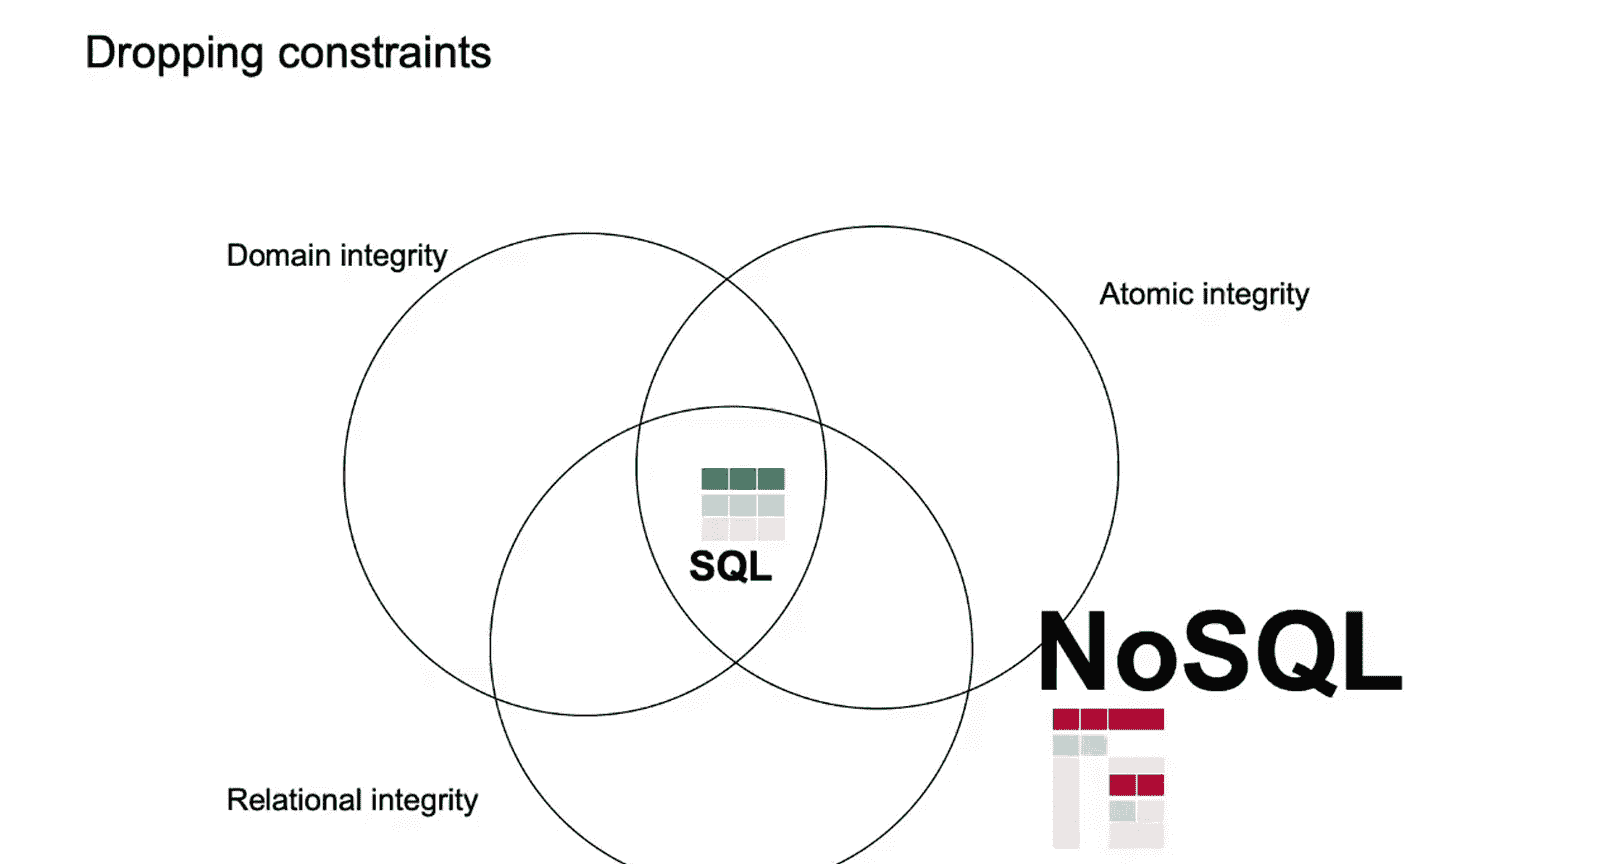 Dropping constraints
Domain integrity
Atomic integrity
SQL
NoSQL
Relational integrity